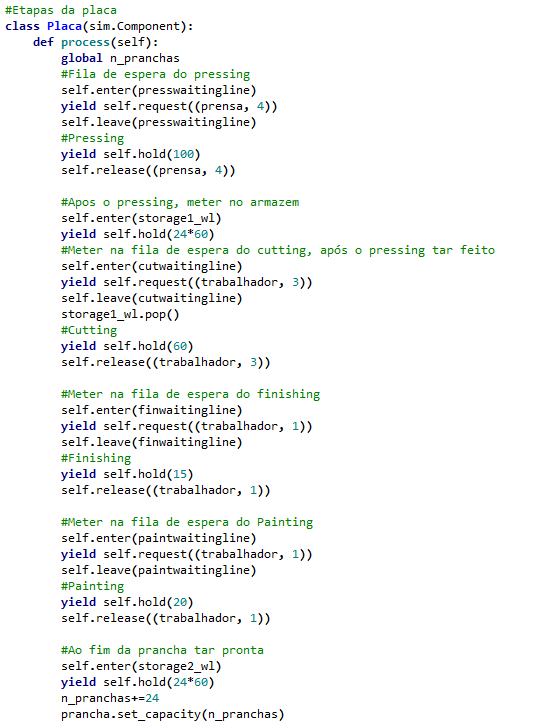 #Etapas da placa
class Placa(sim.Component):
    def process(self):
        global n_pranchas
        #Fila de espera do pressing
        self.enter(presswaitingline)
        yield self.request((prensa, 4))
        self.leave(presswaitingline)
        #Pressing
        yield self.hold(100)
        self.release((prensa, 4))

        #Apos o pressing, meter no armazem
        self.enter(storage1_wl)
        yield self.hold(24*60)
        #Meter na fila de espera do cutting, após o pressing tar feito
        self.enter(cutwaitingline)
        yield self.request((trabalhador, 3))
        self.leave(cutwaitingline)
        storage1_wl.pop()
        #Cutting
        yield self.hold(60)
        self.release((trabalhador, 3))

        #Meter na fila de espera do finishing
        self.enter(finwaitingline)
        yield self.request((trabalhador, 1))
        self.leave(finwaitingline)
        #Finishing
        yield self.hold(15)
        self.release((trabalhador, 1))

        #Meter na fila de espera do Painting
        self.enter(paintwaitingline)
        yield self.request((trabalhador, 1))
        self.leave(paintwaitingline)
        #Painting
        yield self.hold(20)
        self.release((trabalhador, 1))

        #Ao fim da prancha tar pronta
        self.enter(storage2_wl)
        yield self.hold(24*60)
        n_pranchas+=24
        prancha.set_capacity(n_pranchas)